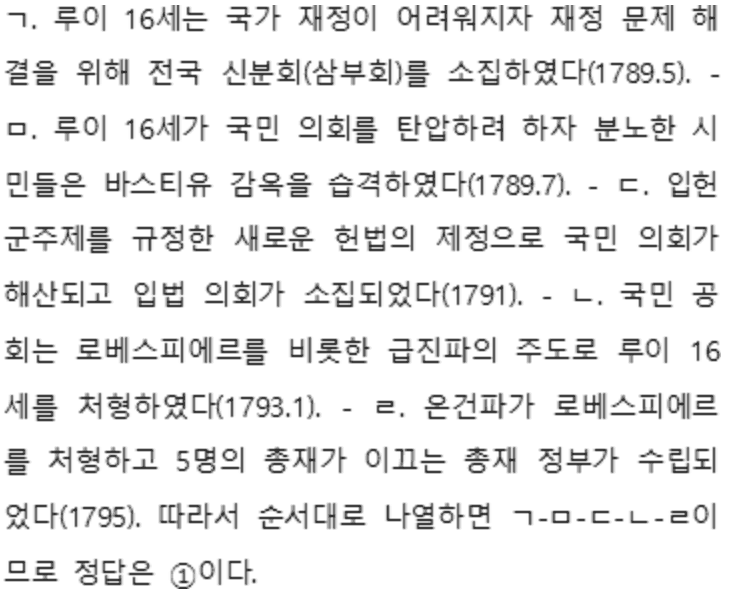 ㄱ. 루이 16세는 국가 재정이 어려워지자 재정 문제 해
결을 위해 전국 신분회(삼부회)를 소집하였다(1789.5). -
ㅁ. 루이 16세가 국민 의회를 탄압하려 하자 분노한 시
민들은 바스티유 감옥을 습격하였다(1789.7). - ㄷ. 입헌
군주제를 규정한 새로운 헌법의 제정으로 국민 의회가
해산되고 입법 의회가 소집되었다(1791). - ㄴ. 국민 공
회는 로베스피에르를 비롯한 급진파의 주도로 루이 16
세를 처형하였다(1793.1). - ㄹ. 온건파가 로베스피에르
를 처형하고 5명의 총재가 이끄는 총재 정부가 수립되
었다(1795). 따라서 순서대로 나열하면 ㄱ-ㅁ-ㄷ-ㄴ-ㄹ이
므로 정답은 ①이다.